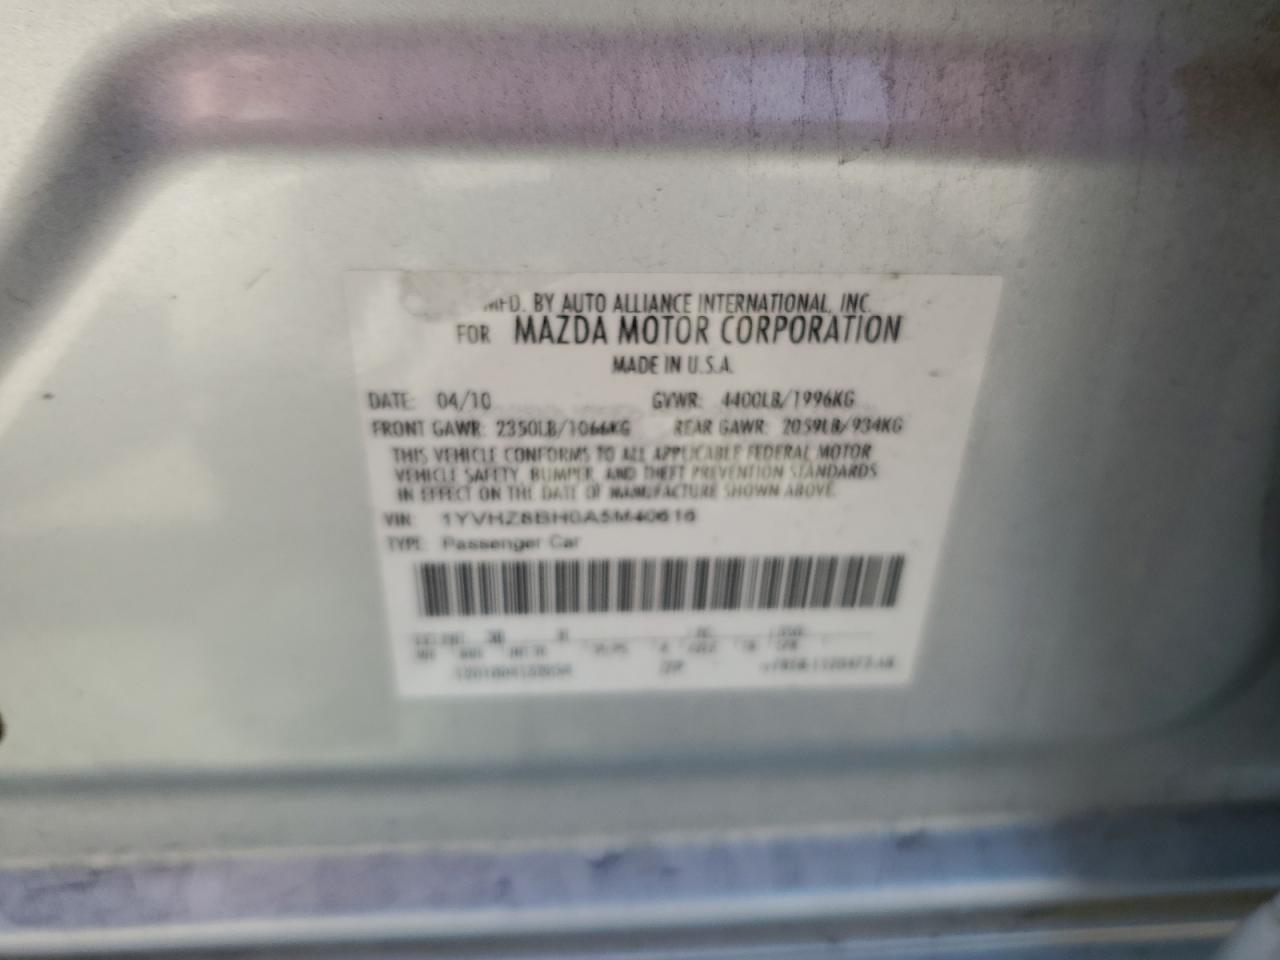 MFD. BY AUTO ALLIANCE INTERNATIONAL, INC.
FOR MAZDA MOTOR CORPORATION
MADE IN U.S.A.
DATE: 04/10 GVWR: 4400LB/1996KG
FRONT GAWR: 2350LB/1066KG REAR GAWR: 2059LB/934KG
THIS VEHICLE CONFORMS TO ALL APPLICABLE FEDERAL MOTOR
VEHICLE SAFETY, BUMPER, AND THEFT PREVENTION STANDARDS
IN EFFECT ON THE DATE OF MANUFACTURE SHOWN ABOVE.
VIN: 1YVHZ8BH0A5M40616
TYPE: Passenger Car